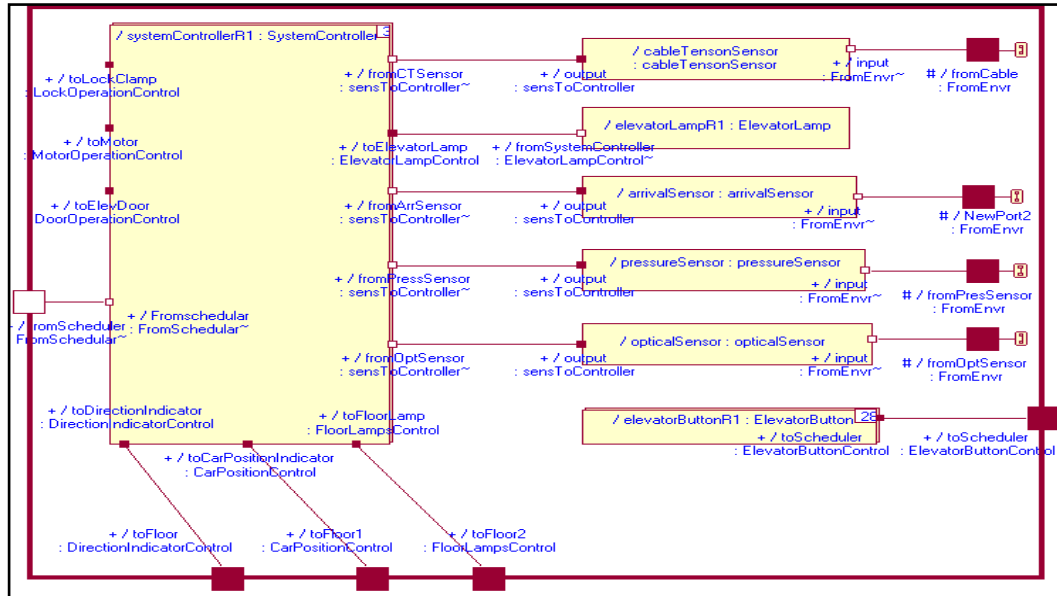 / systemControllerR1 : SystemController
3
+ / toLockClamp
: LockOperationControl
+ / toMotor
: MotorOperationControl
+ / toElevDoor
DoorOperationControl
+ / fromScheduler
FromSchedular~
+ / Fromschedular
: FromSchedular~
+ / fromCTSensor
: sensToController~
+ / output
: sensToController
/ cableTensonSensor
: cableTensonSensor
+ / input
: FromEnvr~
# / fromCable
: FromEnvr
+ / toElevatorLamp
: ElevatorLampControl
+ / fromSystemController
: ElevatorLampControl~
/ elevatorLampR1 : ElevatorLamp
+ / fromArrSensor
: sensToController~
+ / output
: sensToController
/ arrivalSensor : arrivalSensor
+ / input
: FromEnvr~
# / NewPort2
: FromEnvr
+ / fromPressSensor
: sensToController~
+ / output
: sensToController
/ pressureSensor : pressureSensor
+ / input
: FromEnvr~
# / fromPresSensor
: FromEnvr
+ / fromOptSensor
: sensToController~
+ / output
: sensToController
/ opticalSensor : opticalSensor
+ / input
: FromEnvr~
# / fromOptSensor
: FromEnvr
+ / toDirectionIndicator
: DirectionIndicatorControl
+ / toFloorLamp
: FloorLampsControl
+ / toCarPositionIndicator
: CarPositionControl
/ elevatorButtonR1 : ElevatorButton
28
+ / toScheduler
: ElevatorButtonControl
+ / toScheduler
: ElevatorButtonControl
+ / toFloor
: DirectionIndicatorControl
+ / toFloor1
: CarPositionControl
+ / toFloor2
: FloorLampsControl